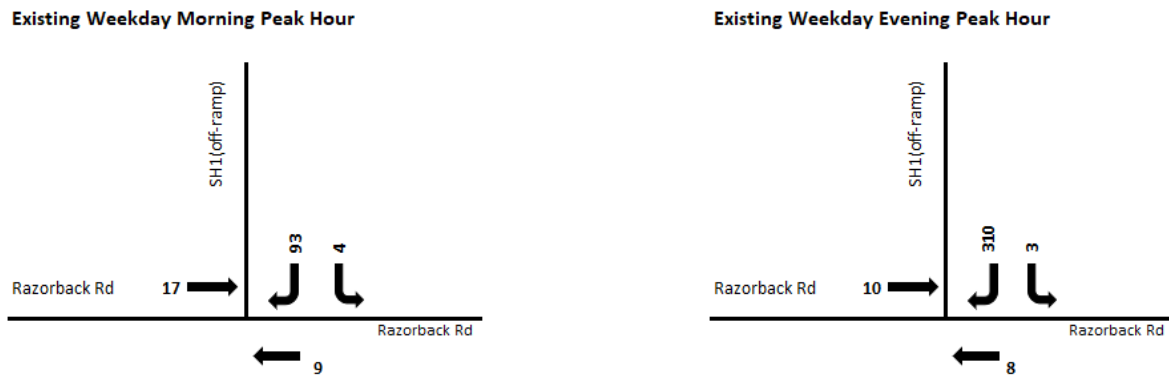 Existing Weekday Morning Peak Hour
SH1(off-ramp)
93
4
Razorback Rd
17
Razorback Rd
9
Existing Weekday Evening Peak Hour
SH1(off-ramp)
310
3
Razorback Rd
10
Razorback Rd
8